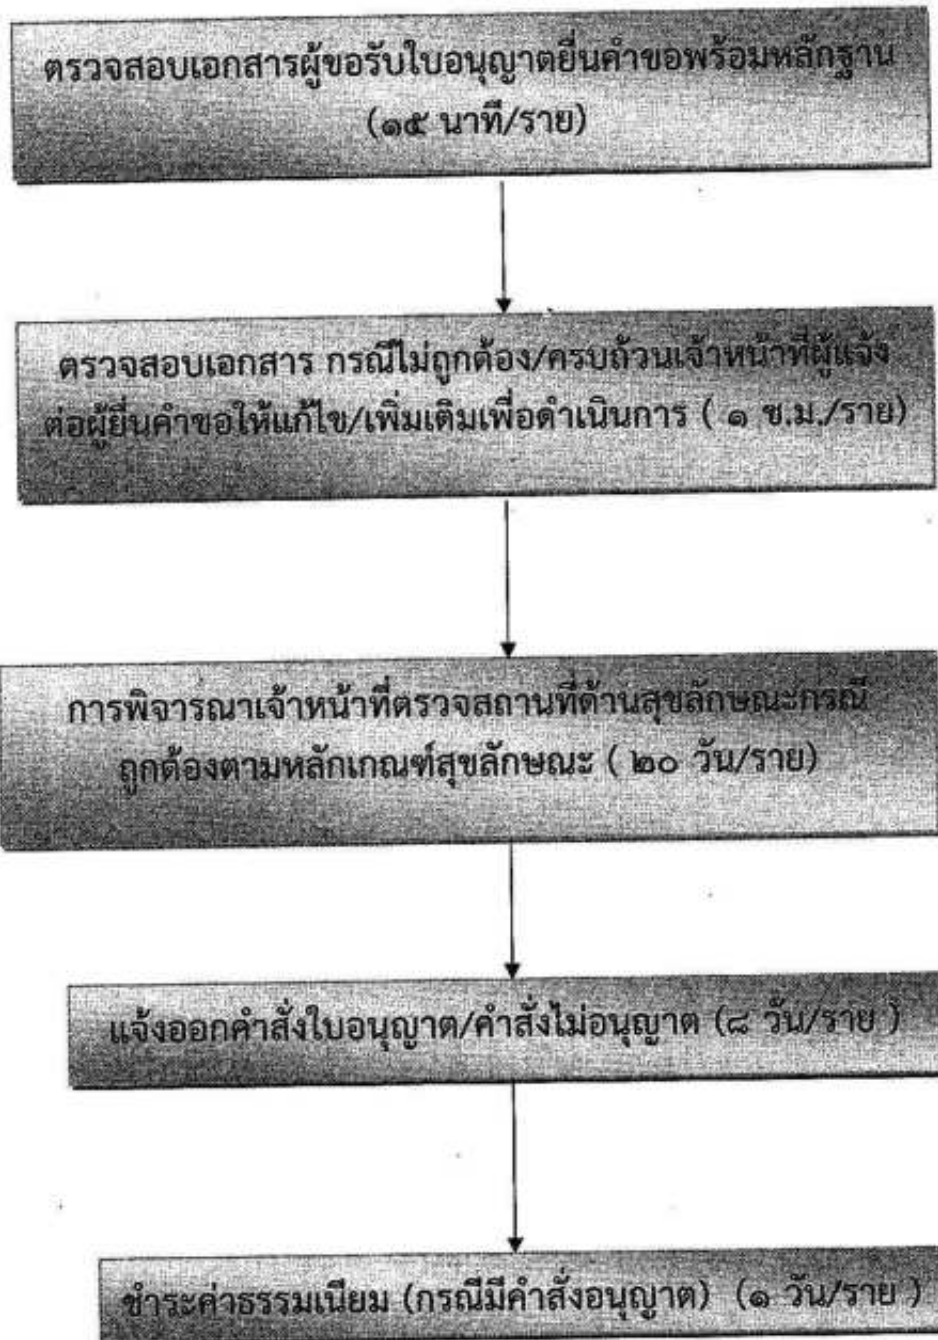 ตรวจสอบเอกสารผู้ขอรับใบอนุญาตยื่นคำขอพร้อมหลักฐาน
(๑๕ นาที/ราย)
ตรวจสอบเอกสาร กรณีไม่ถูกต้อง/ครบถ้วนเจ้าหน้าที่ผู้แจ้ง
ต่อผู้ยื่นคำขอให้แก้ไข/เพิ่มเติมเพื่อดำเนินการ ( ๑ ช.ม./ราย)
การพิจารณาเจ้าหน้าที่ตรวจสถานที่ด้านสุขลักษณะกรณี
ถูกต้องตามหลักเกณฑ์สุขลักษณะ ( ๒๐ วัน/ราย)
แจ้งออกคำสั่งใบอนุญาต/คำสั่งไม่อนุญาต (๘ วัน/ราย )
ชำระค่าธรรมเนียม (กรณีมีคำสั่งอนุญาต) (๑ วัน/ราย )